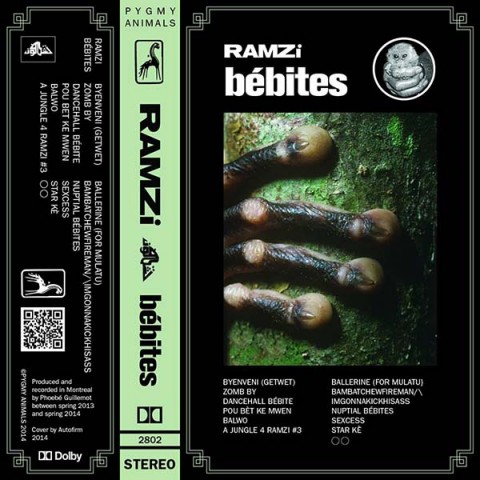 RAMZI
BÉBITES
BYENVENI (GETWET)
ZOMB BY
DANCEHALL BÉBITE
POU BET KE MWEN
BALWO
A JUNGLE 4 RAMZI #3
BALLERINE (FOR MULATU)
BAMBATCHEWFIREMAN/\IMGONNAKICKHISASS
NUPTIAL BÉBITES
SEXCESS
STAR KÈ
©PYGMY ANIMALS 2014
Produced and
recorded in Montreal
by Phoebé Guillemot
between spring 2013
and spring 2014
Cover by Autofirm
2014
Dolby
PYGMY
ANIMALS
RAMZi
bébites
2802
STEREO
RAMZi
bébites
BYENVENI (GETWET)
ZOMB BY
DANCEHALL BÉBITE
POU BÈT KE MWEN
BALWO
A JUNGLE 4 RAMZI #3
BALLERINE (FOR MULATU)
BAMBATCHEWFIREMAN/\
IMGONNAKICKHISASS
NUPTIAL BÉBITES
SEXCESS
STAR KÈ